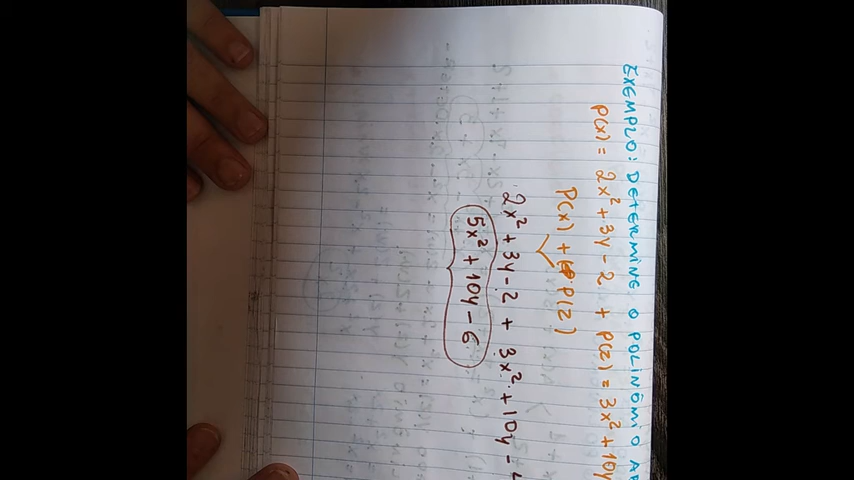 EXEMPLO: DETERMINE O POLINÔMIO
P(x) = 2x² + 3y - 2 + P(z) = 3x² + 10y
P(x) + P(z)
2x² + 3y - 2 + 3x² + 10y -
5x² + 10y - 6